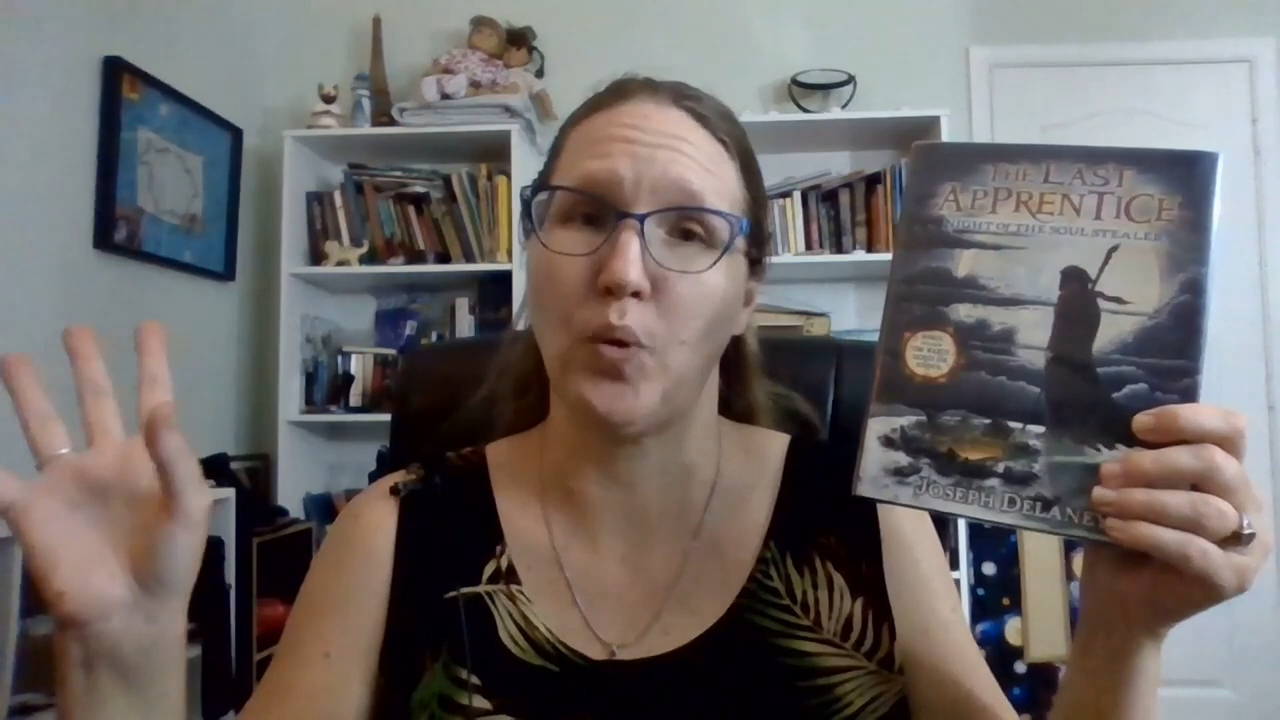 THE LAST
APPRENTICE
NIGHT OF THE SOUL STEALER
JOSEPH DELANEY